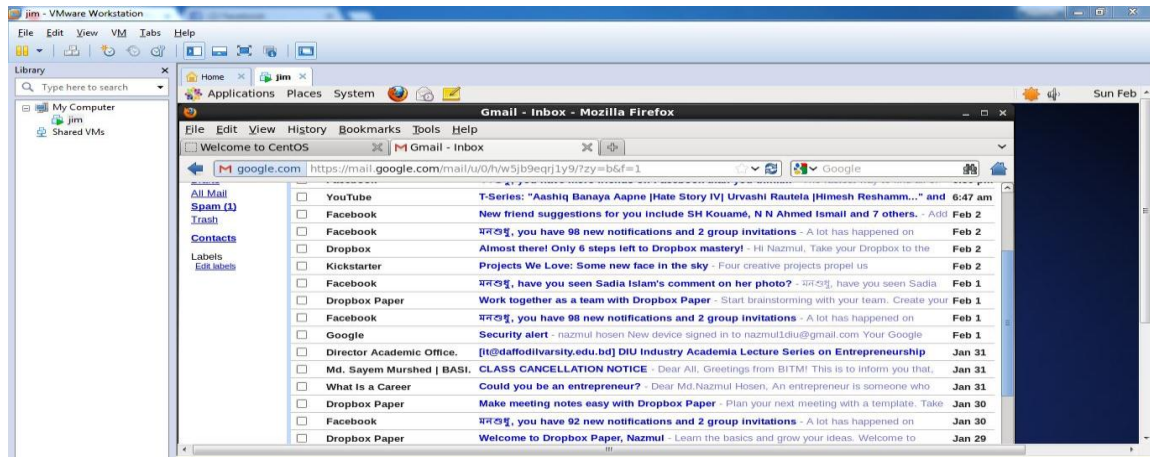 jim - VMware Workstation
File Edit View VM Tabs Help
Library
Type here to search
My Computer
jim
Shared VMs
Home
jim
Applications Places System
Sun Feb
Gmail - Inbox - Mozilla Firefox
File Edit View History Bookmarks Tools Help
Welcome to CentOS
Gmail - Inbox
google.com https://mail.google.com/mail/u/0/h/w5jb9eqrj1y9/?zy=b&f=1
Google
All Mail
Spam (1)
Trash
Contacts
Labels
Edit labels
YouTube T-Series: "Aashiq Banaya Aapne |Hate Story IV| Urvashi Rautela |Himesh Reshamm..." and 6:47 am
Facebook New friend suggestions for you include SH Kouamé, N N Ahmed Ismail and 7 others. - Add Feb 2
Facebook you have 98 new notifications and 2 group invitations - A lot has happened on Feb 2
Dropbox Almost there! Only 6 steps left to Dropbox mastery! - Hi Nazmul, Take your Dropbox to the Feb 2
Kickstarter Projects We Love: Some new face in the sky - Four creative projects propel us Feb 2
Facebook have you seen Sadia Islam's comment on her photo? - have you seen Sadia Feb 1
Dropbox Paper Work together as a team with Dropbox Paper - Start brainstorming with your team. Create your Feb 1
Facebook you have 98 new notifications and 2 group invitations - A lot has happened on Feb 1
Google Security alert - nazmul hosen New device signed in to nazmul1diu@gmail.com Your Google Feb 1
Director Academic Office. [it@daffodilvarsity.edu.bd] DIU Industry Academia Lecture Series on Entrepreneurship Jan 31
Md. Sayem Murshed | BASI. CLASS CANCELLATION NOTICE - Dear All, Greetings from BITM! This is to inform you that, Jan 31
What Is a Career Could you be an entrepreneur? - Dear Md.Nazmul Hosen, An entrepreneur is someone who Jan 31
Dropbox Paper Make meeting notes easy with Dropbox Paper - Plan your next meeting with a template. Take Jan 30
Facebook you have 92 new notifications and 2 group invitations - A lot has happened on Jan 30
Dropbox Paper Welcome to Dropbox Paper, Nazmul - Learn the basics and grow your ideas. Welcome to Jan 29